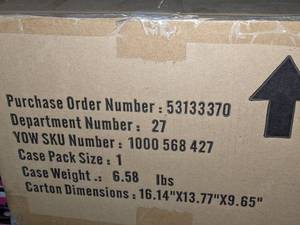 Purchase Order Number : 53133370
Department Number : 27
YOW SKU Number : 1000 568 427
Case Pack Size : 1
Case Weight .: 6.58 lbs
Carton Dimensions : 16.14"X13.77"X9.65"